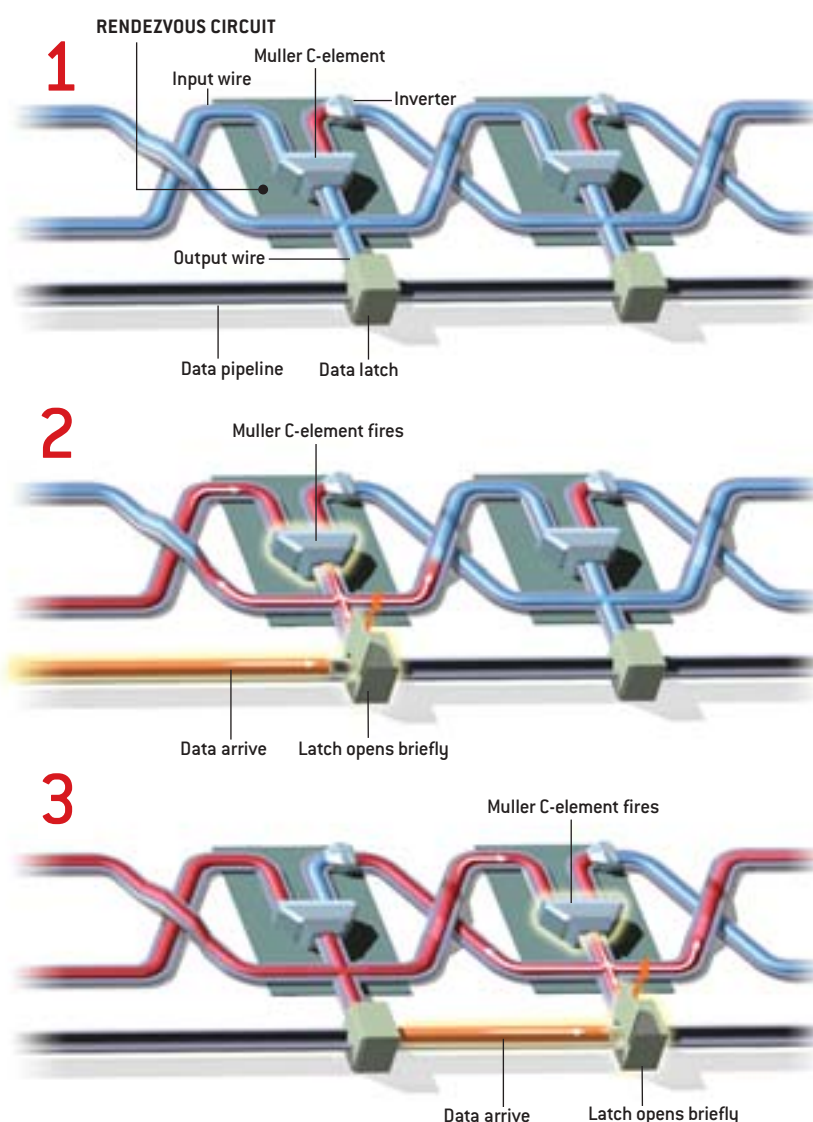 RENDEZVOUS CIRCUIT
1
Muller C-element
Input wire
Inverter
Output wire
Data pipeline
Data latch
2
Muller C-element fires
Data arrive
Latch opens briefly
3
Muller C-element fires
Data arrive
Latch opens briefly